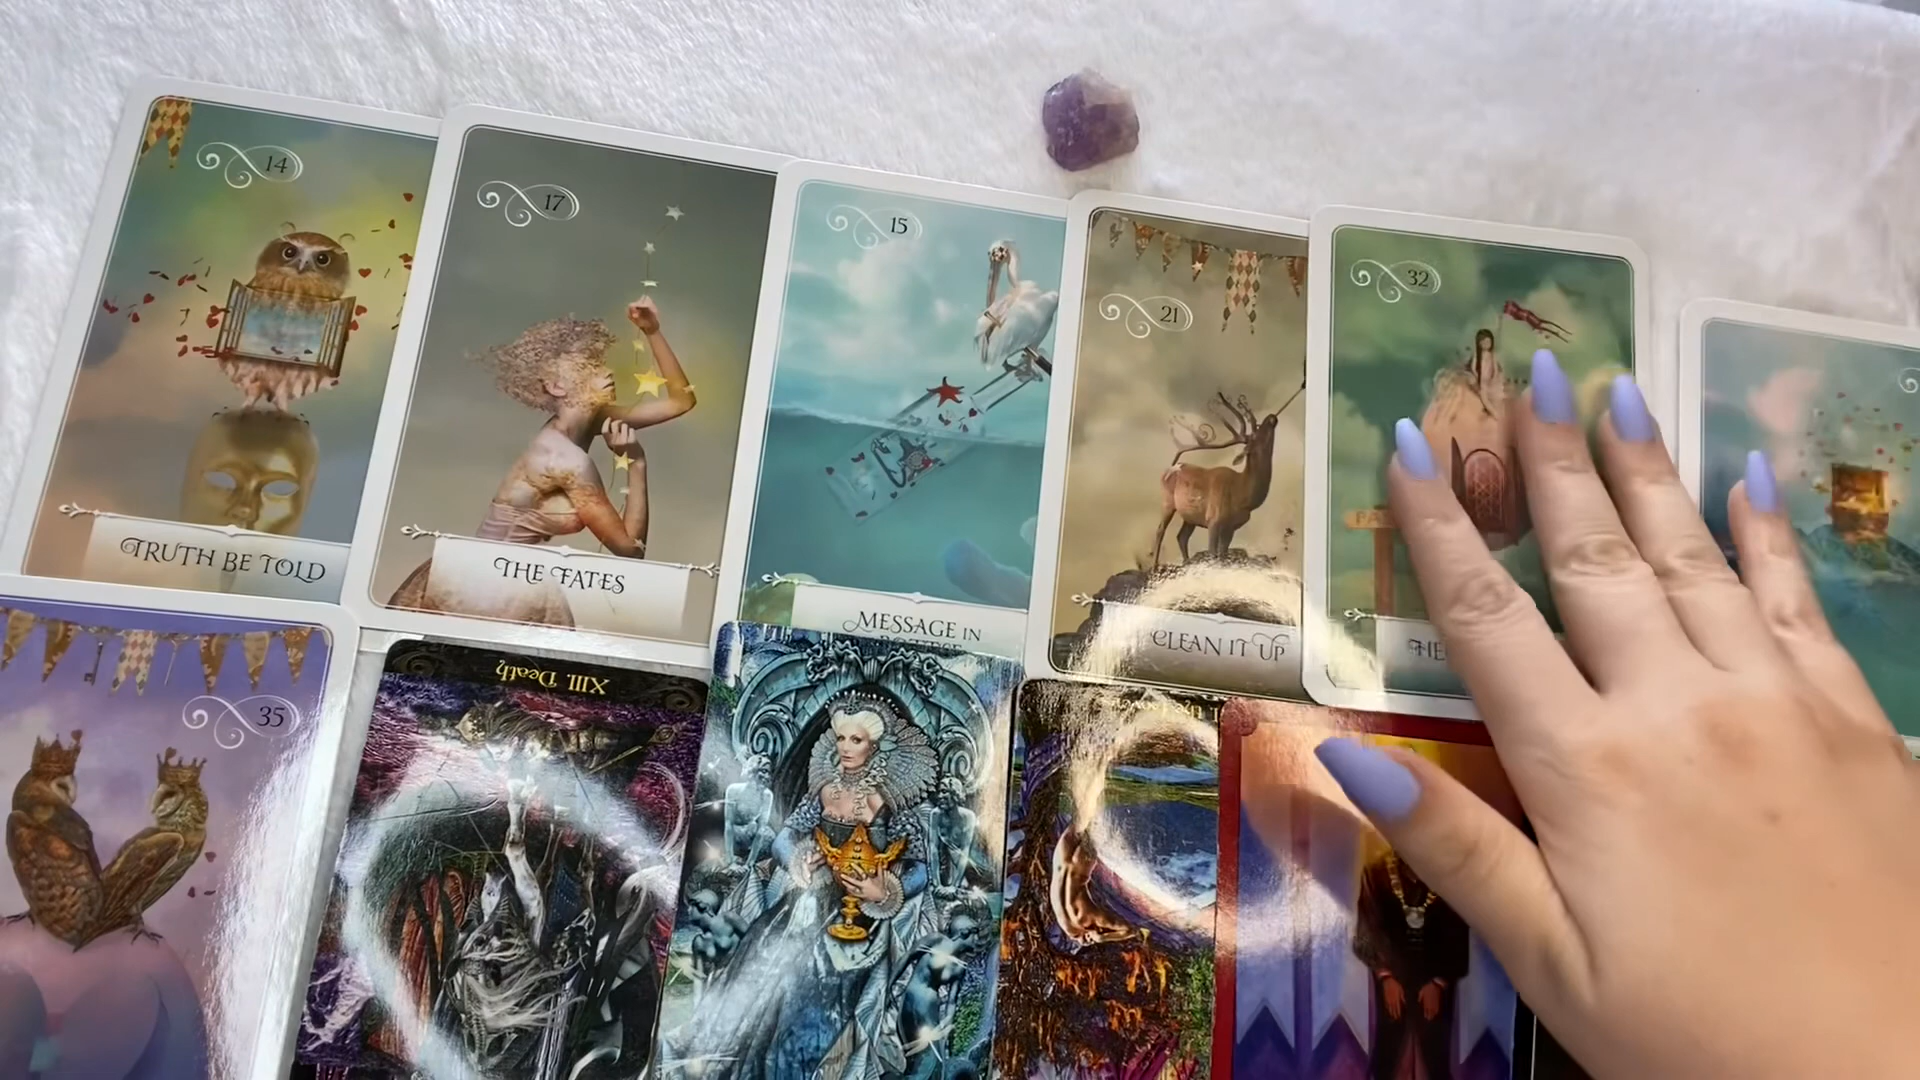 14
TRUTH BE TOLD
17
THE FATES
15
MESSAGE IN
21
CLEAN IT UP
32
35
XIII. Death